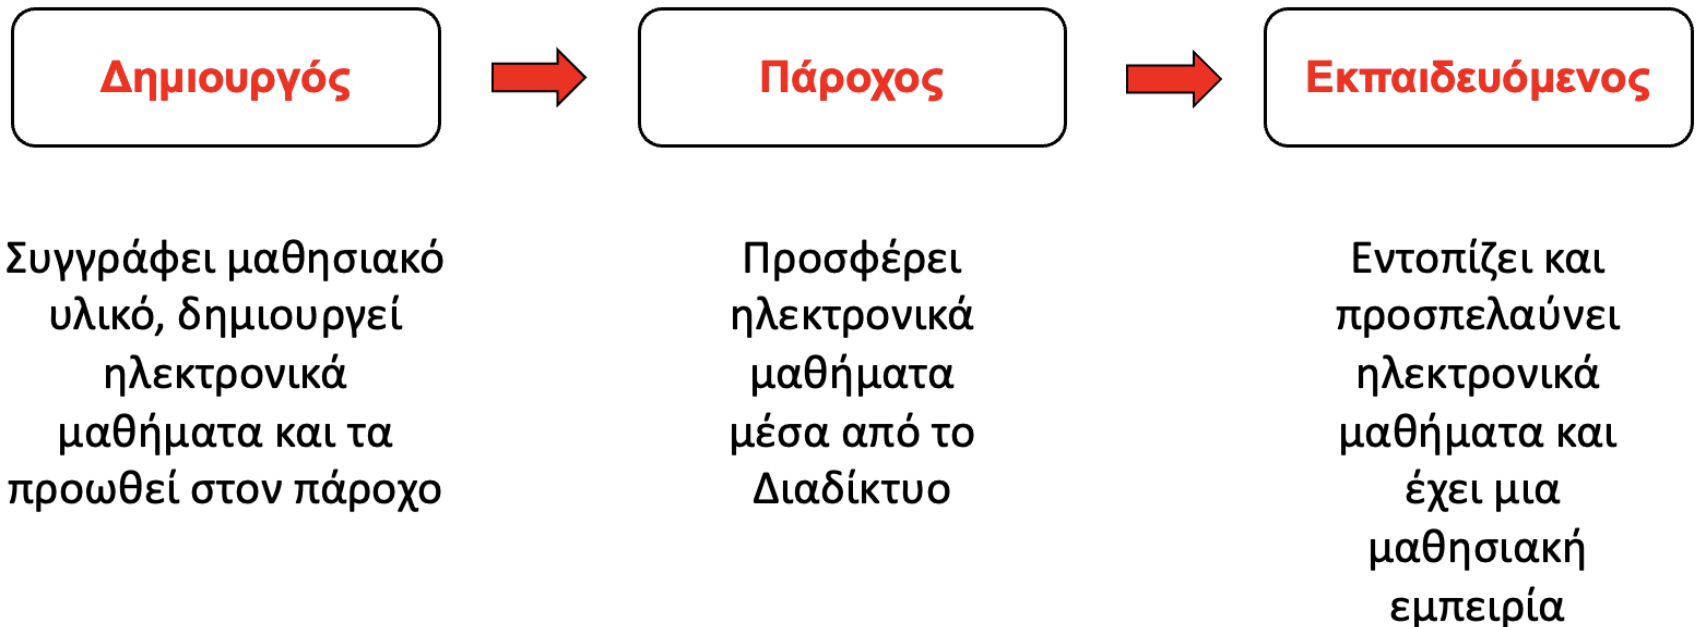 Δημιουργός
Πάροχος
Εκπαιδευόμενος
Συγγράφει μαθησιακό
υλικό, δημιουργεί
ηλεκτρονικά
μαθήματα και τα
προωθεί στον πάροχο
Προσφέρει
ηλεκτρονικά
μαθήματα
μέσα από το
Διαδίκτυο
Εντοπίζει και
προσπελαύνει
ηλεκτρονικά
μαθήματα και
έχει μια
μαθησιακή
εμπειρία